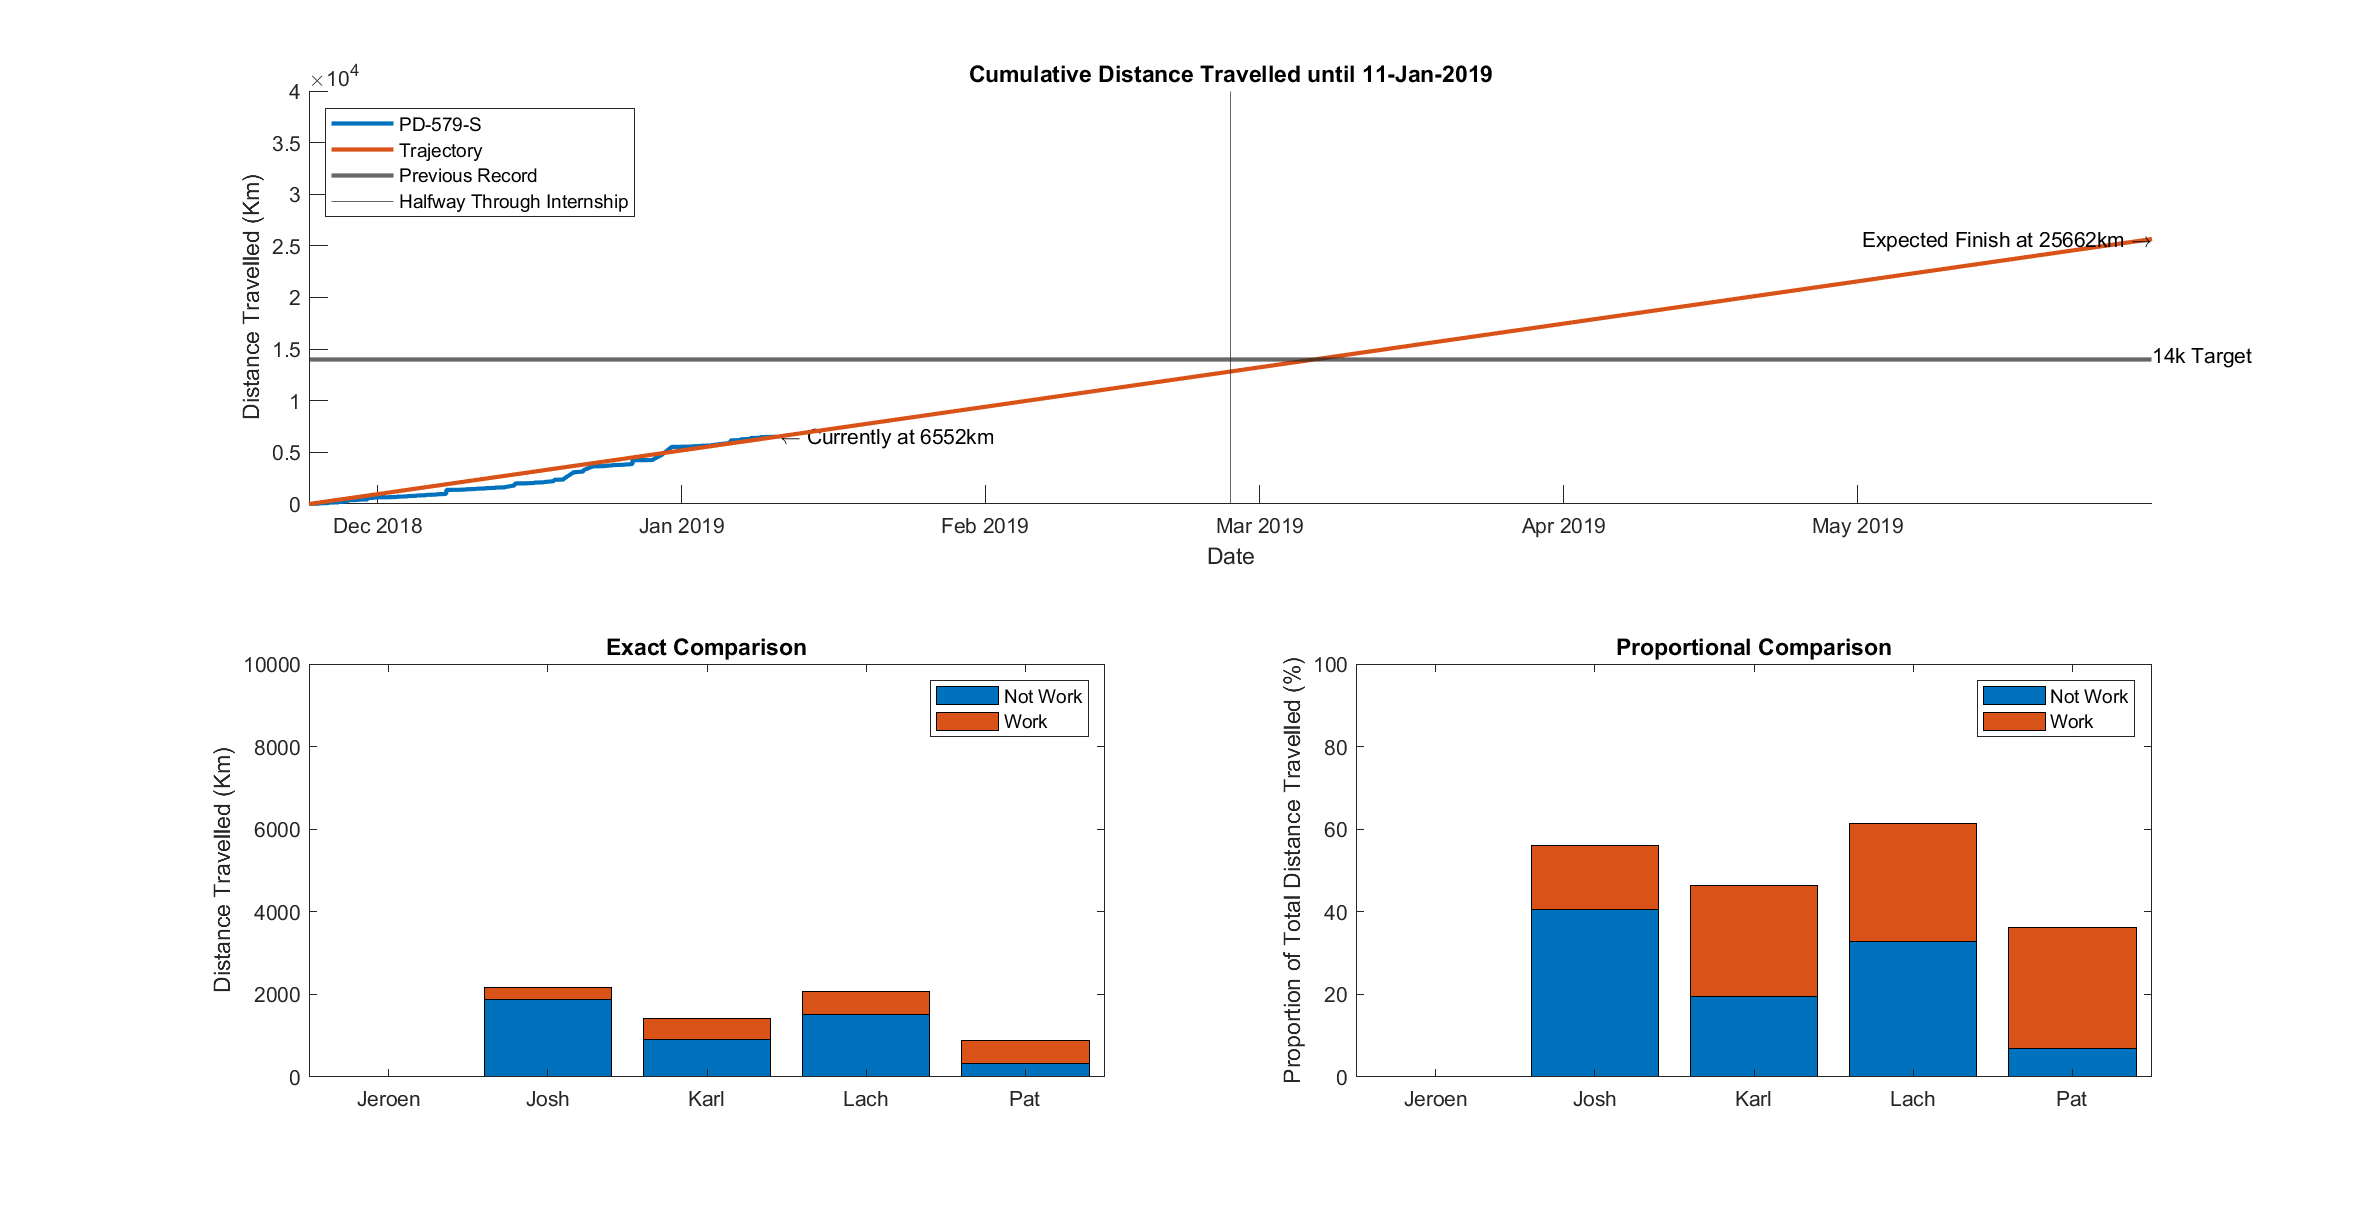 Cumulative Distance Travelled until 11-Jan-2019
×10⁴
4
3.5
3
2.5
2
1.5
1
0.5
0
Distance Travelled (Km)
PD-579-S
Trajectory
Previous Record
Halfway Through Internship
Expected Finish at 25662km →
14k Target
← Currently at 6552km
Dec 2018
Jan 2019
Feb 2019
Mar 2019
Apr 2019
May 2019
Date
Exact Comparison
10000
8000
6000
4000
2000
0
Distance Travelled (Km)
Not Work
Work
Jeroen
Josh
Karl
Lach
Pat
Proportional Comparison
100
80
60
40
20
0
Proportion of Total Distance Travelled (%)
Not Work
Work
Jeroen
Josh
Karl
Lach
Pat